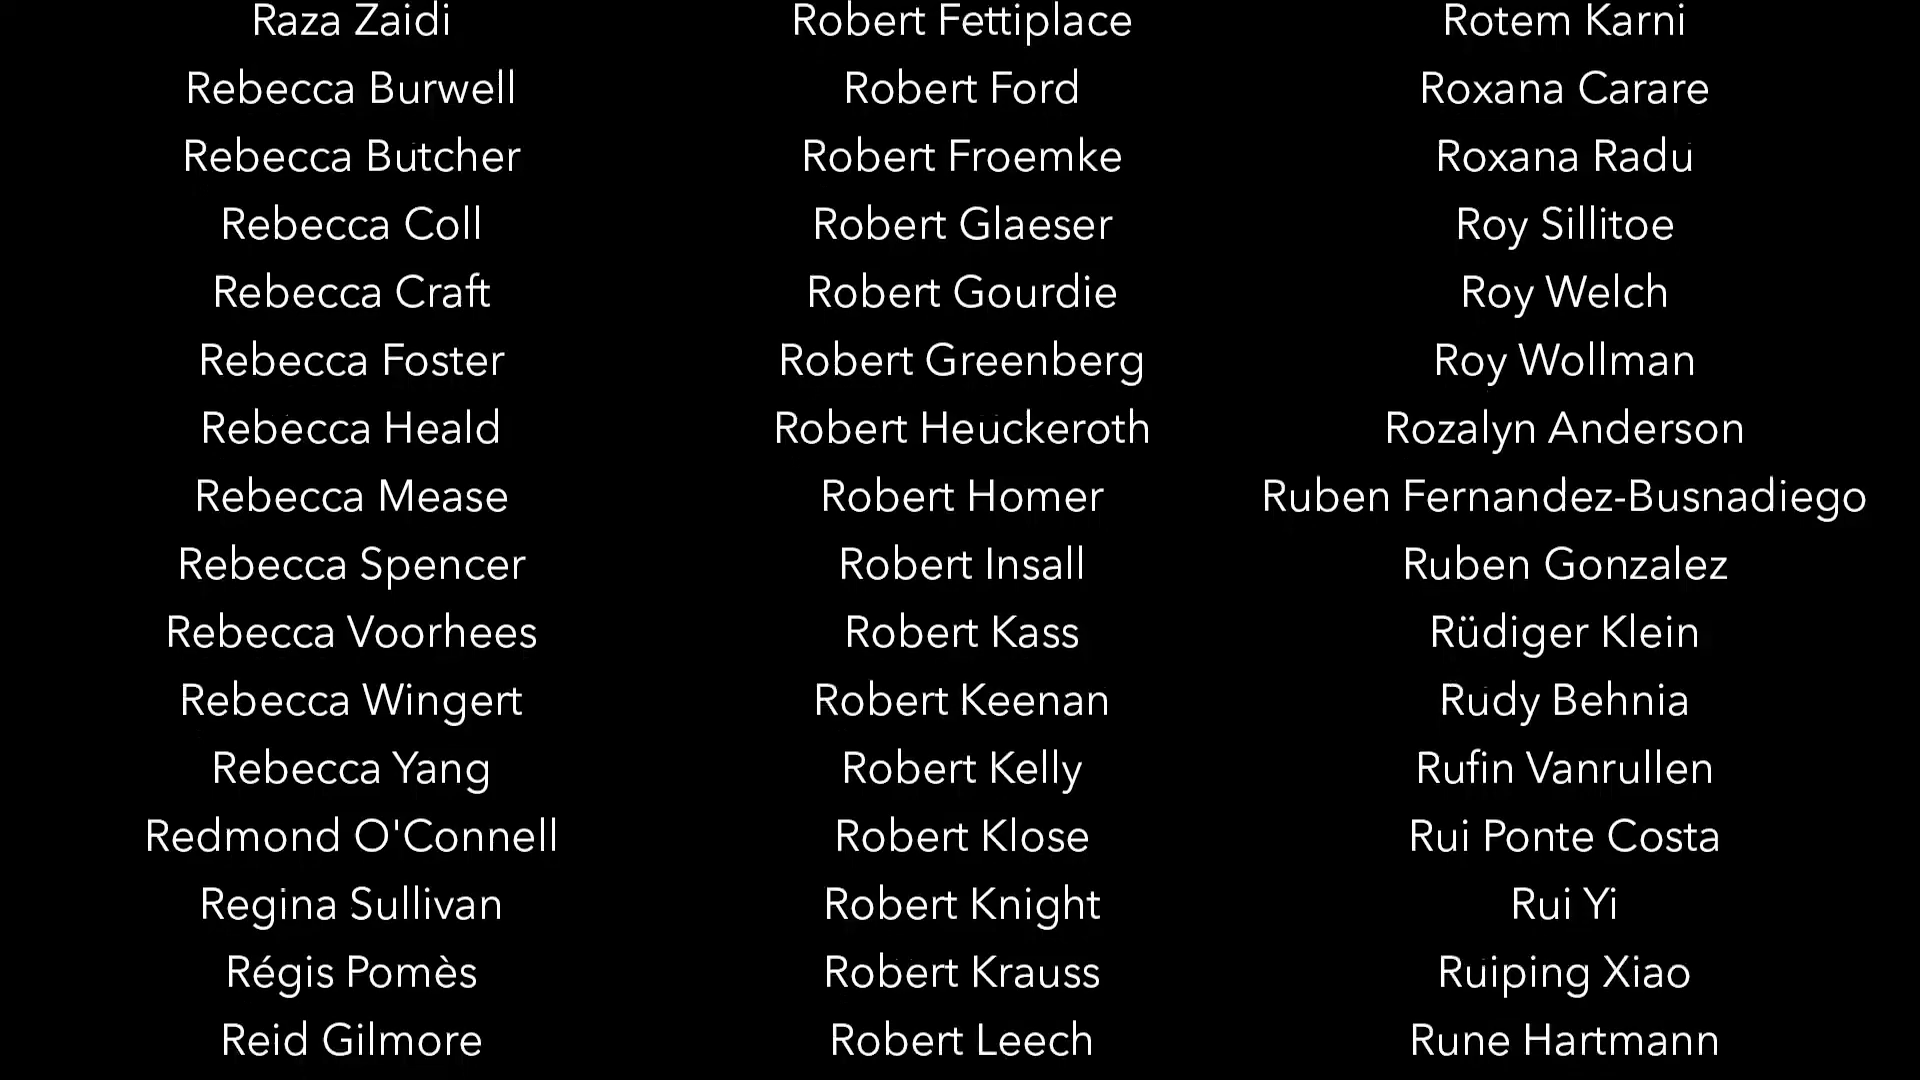 Raza Zaidi
Rebecca Burwell
Rebecca Butcher
Rebecca Coll
Rebecca Craft
Rebecca Foster
Rebecca Heald
Rebecca Mease
Rebecca Spencer
Rebecca Voorhees
Rebecca Wingert
Rebecca Yang
Redmond O'Connell
Regina Sullivan
Régis Pomès
Reid Gilmore
Robert Fettiplace
Robert Ford
Robert Froemke
Robert Glaeser
Robert Gourdie
Robert Greenberg
Robert Heuckeroth
Robert Homer
Robert Insall
Robert Kass
Robert Keenan
Robert Kelly
Robert Klose
Robert Knight
Robert Krauss
Robert Leech
Rotem Karni
Roxana Carare
Roxana Radu
Roy Sillitoe
Roy Welch
Roy Wollman
Rozalyn Anderson
Ruben Fernandez-Busnadiego
Ruben Gonzalez
Rüdiger Klein
Rudy Behnia
Rufin Vanrullen
Rui Ponte Costa
Rui Yi
Ruiping Xiao
Rune Hartmann